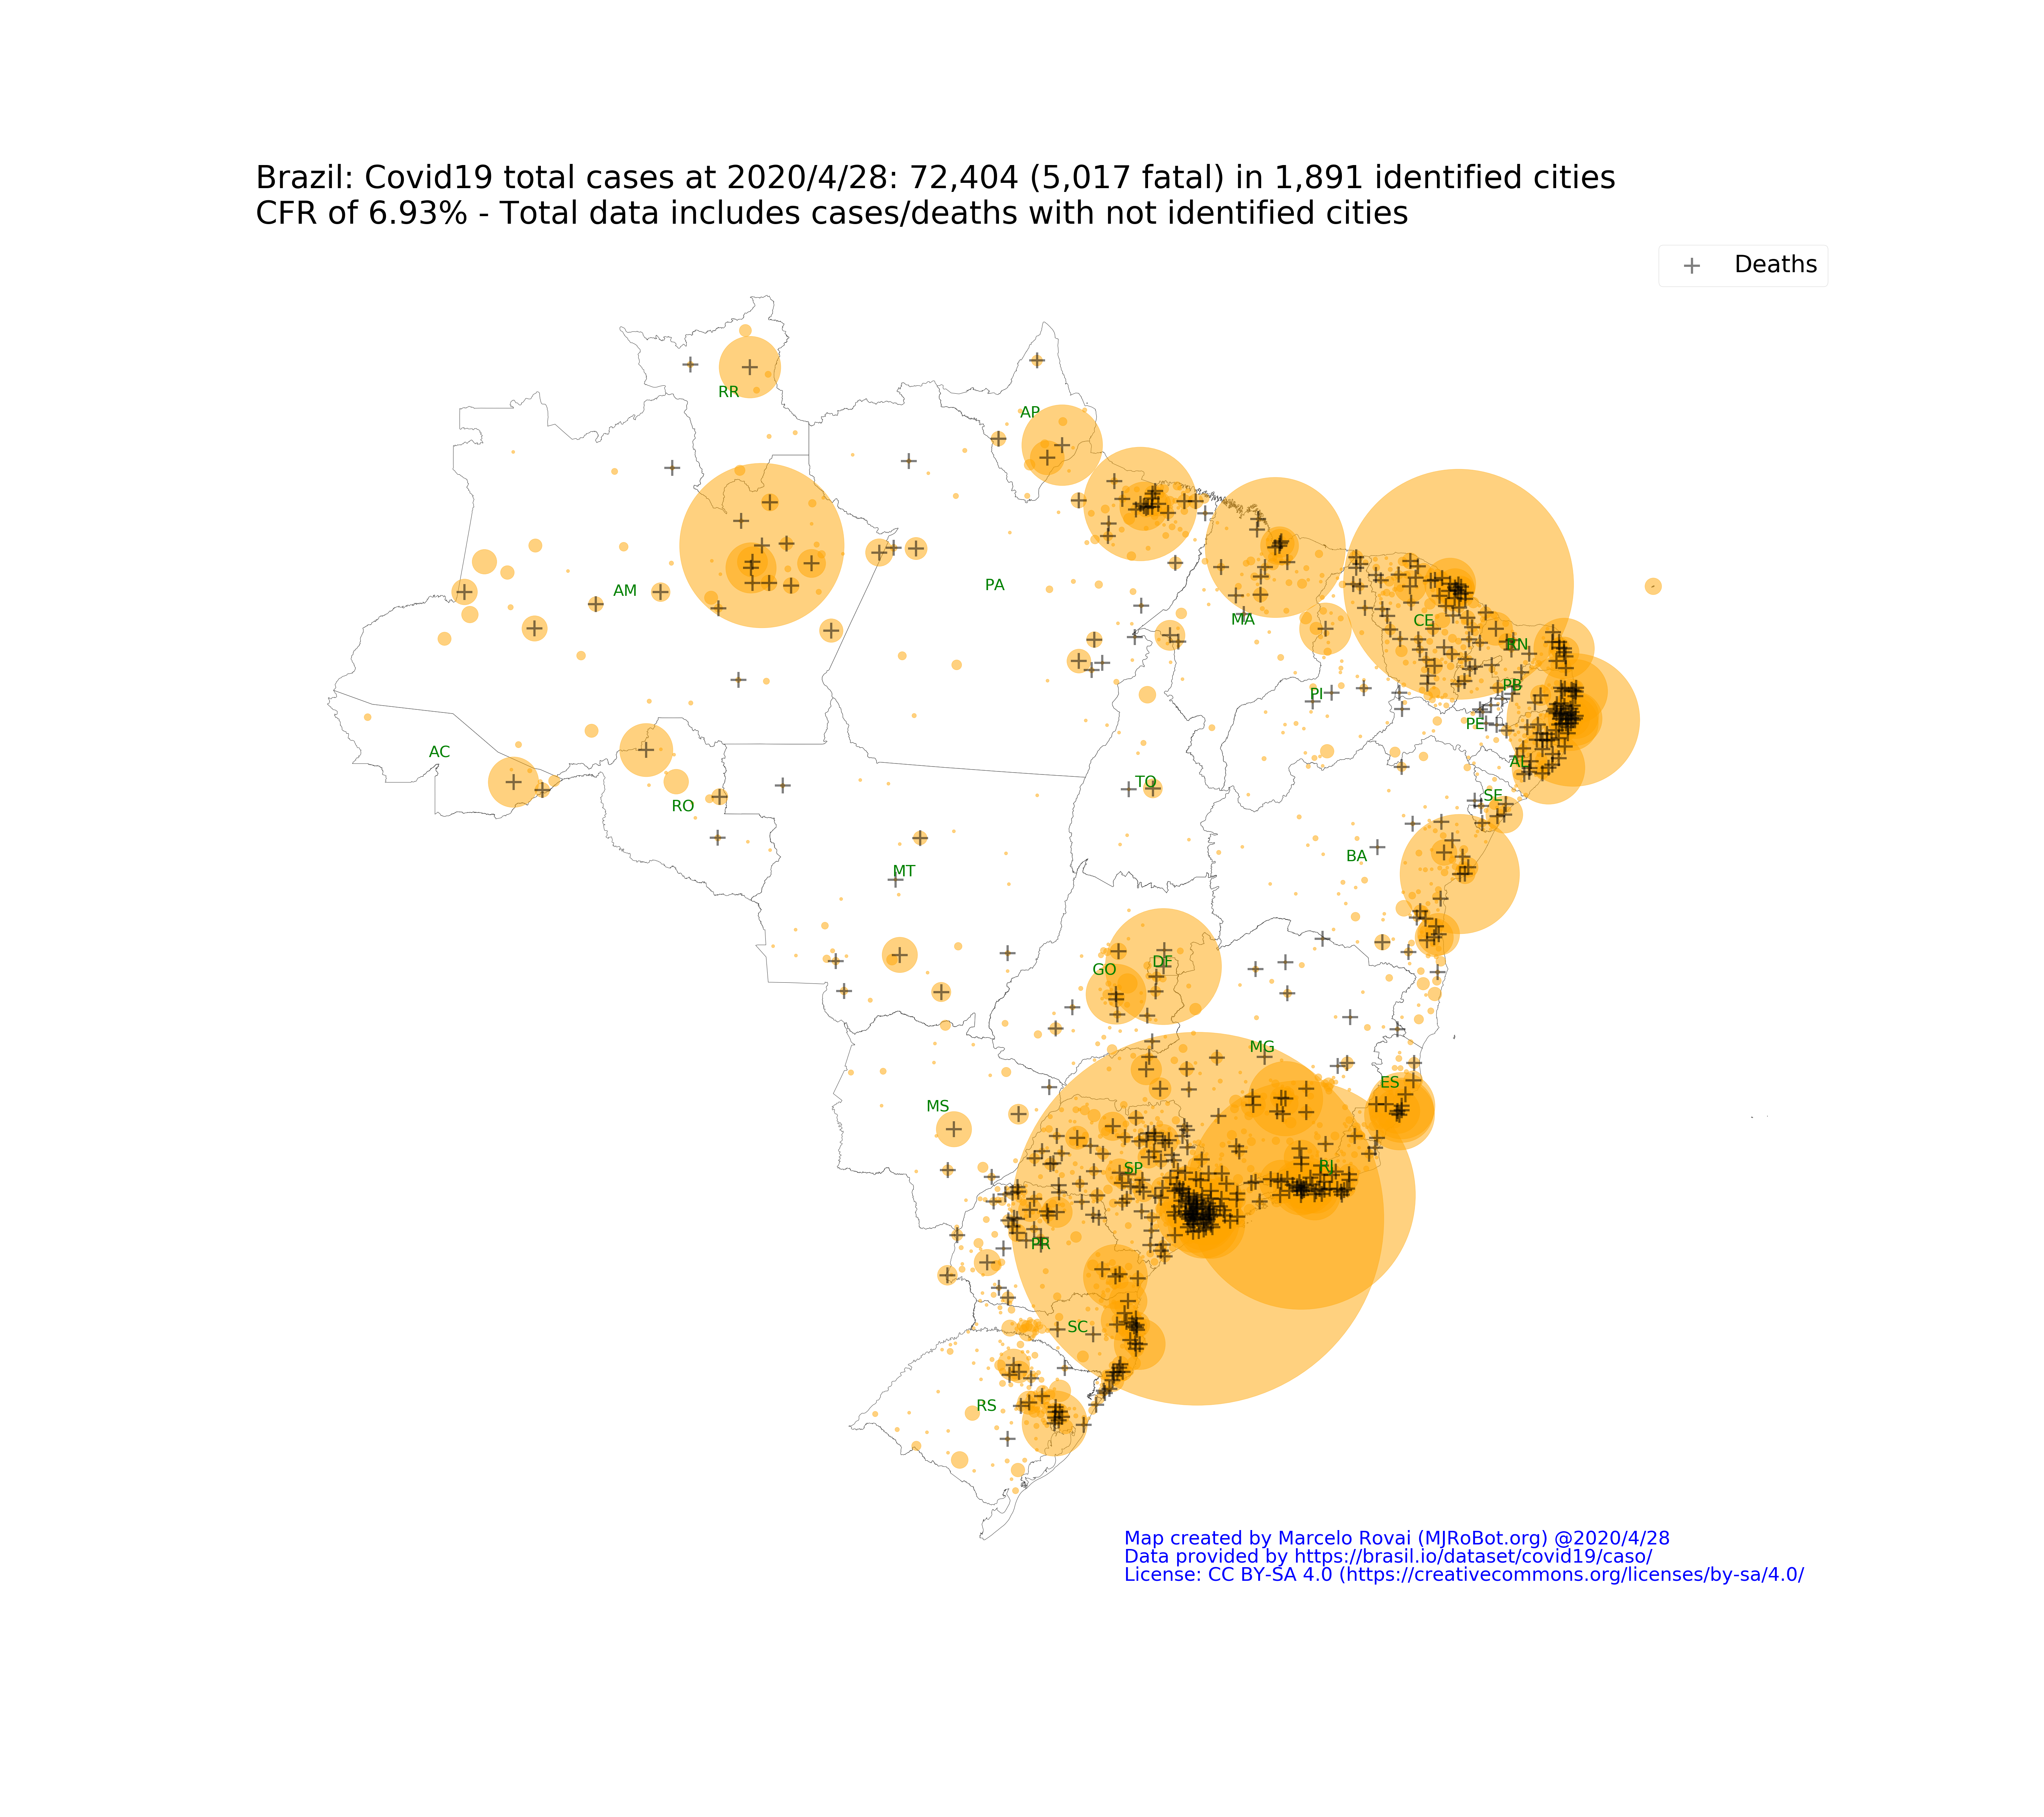 Brazil: Covid19 total cases at 2020/4/28: 72,404 (5,017 fatal) in 1,891 identified cities
CFR of 6.93% - Total data includes cases/deaths with not identified cities
Deaths
RR
AP
AM
PA
MA
CE
RN
PI
PB
PE
AC
AL
TO
SE
RO
BA
MT
DF
GO
MG
ES
MS
SP
RJ
PR
SC
RS
Map created by Marcelo Rovai (MJRoBot.org) @2020/4/28
Data provided by https://brasil.io/dataset/covid19/caso/
License: CC BY-SA 4.0 (https://creativecommons.org/licenses/by-sa/4.0/